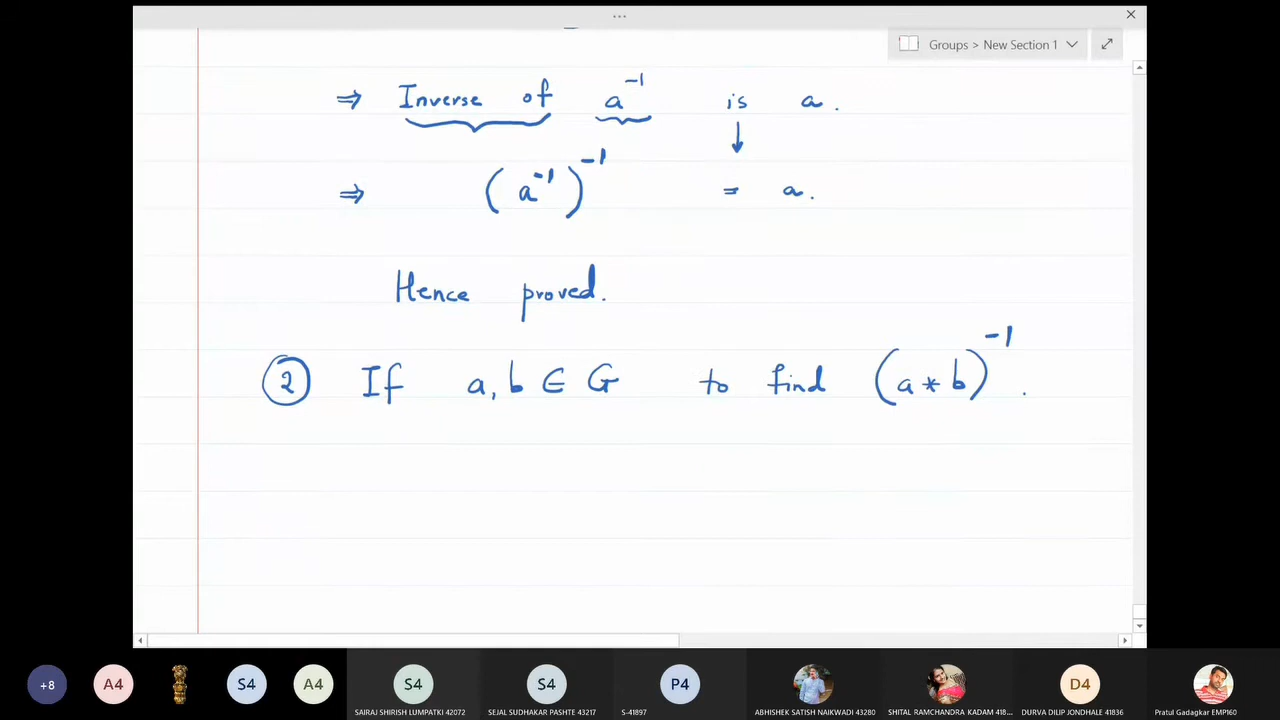 Groups > New Section 1
⇒ Inverse of a⁻¹ is a.
⇒ (a⁻¹)⁻¹ = a.
Hence proved.
② If a, b ∈ G to find (a * b)⁻¹.
+8 A4 S4 A4 S4 S4 P4 D4
SAIRAJ SHIRISH LUMPATKI 42072 SEJAL SUDHAKAR PASHTE 43217 S-41897 ABHISHEK SATISH NAIKWADI 43280 SHITAL RAMCHANDRA KADAM 418... DURVA DILIP JONDHALE 41836 Pratul Gadagkar EMP160